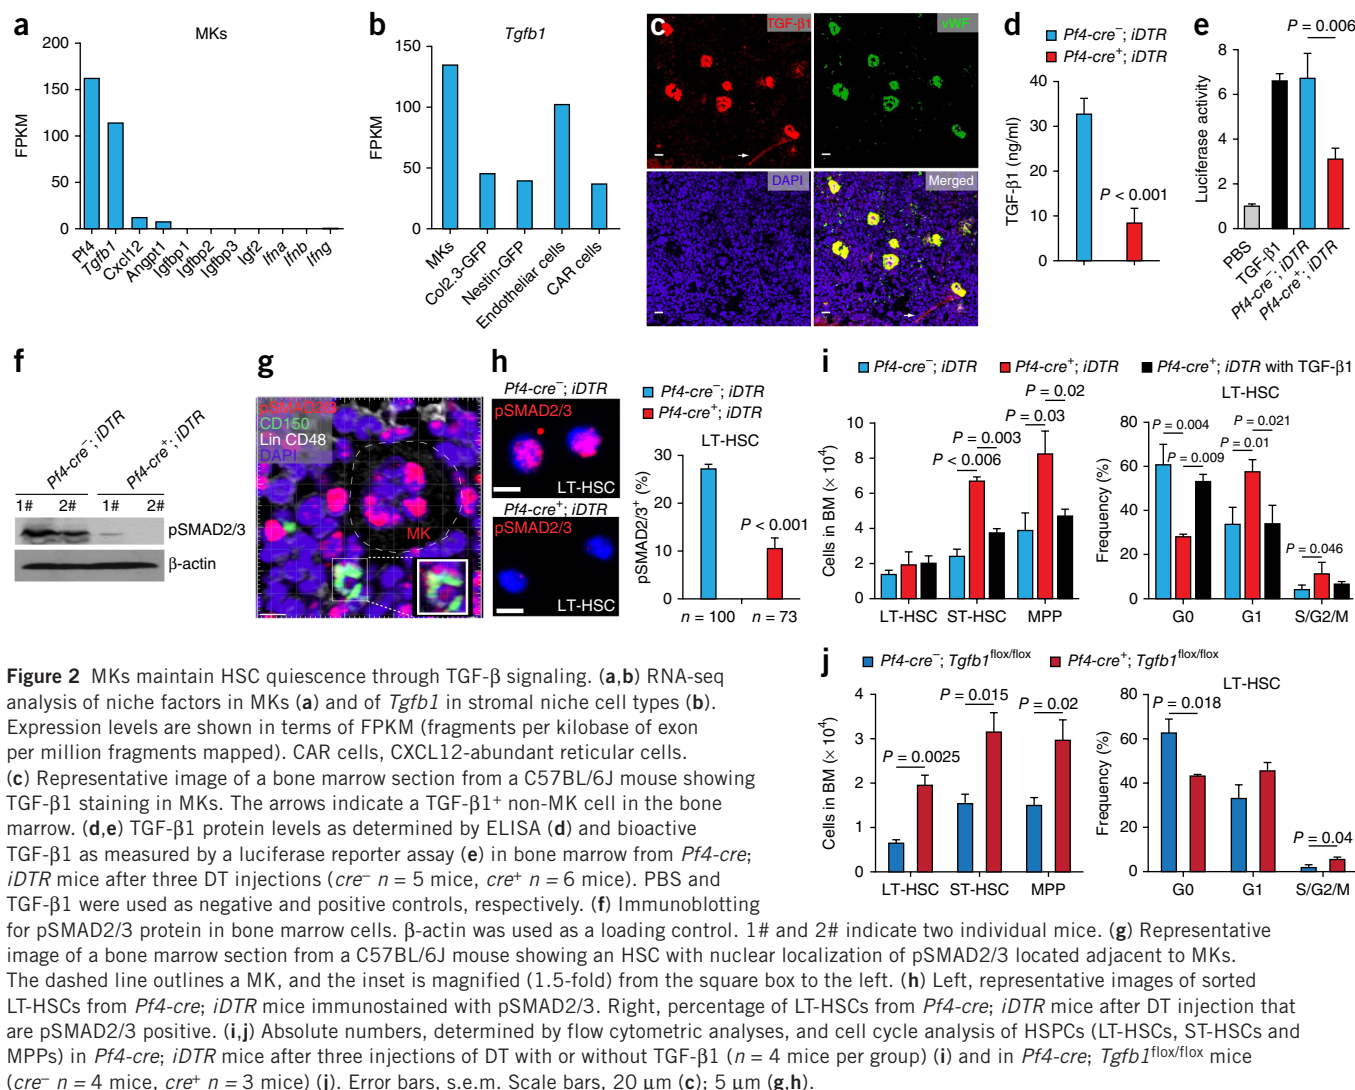 a
MKs
FPKM
200
150
100
50
0
Pf4
Tgfb1
Cxcl12
Angpt1
Igfbp1
Igfbp2
Igfbp3
Igf2
Ifna
Ifnb
Ifng
b
Tgfb1
FPKM
150
100
50
0
MKs
Col2.3-GFP
Nestin-GFP
Endotheliar cells
CAR cells
c
TGF-β1
vWF
DAPI
Merged
d
Pf4-cre⁻; iDTR
Pf4-cre⁺; iDTR
TGF-β1 (ng/ml)
40
30
20
10
0
P < 0.001
e
P = 0.006
Luciferase activity
8
6
4
2
0
PBS
TGF-β1
Pf4-cre⁻; iDTR
Pf4-cre⁺; iDTR
f
Pf4-cre⁻; iDTR
Pf4-cre⁺; iDTR
1# 2# 1# 2#
pSMAD2/3
β-actin
g
pSMAD2/3
CD150
Lin CD48
DAPI
MK
h
Pf4-cre⁻; iDTR
pSMAD2/3
LT-HSC
Pf4-cre⁺; iDTR
pSMAD2/3
LT-HSC
Pf4-cre⁻; iDTR
Pf4-cre⁺; iDTR
LT-HSC
pSMAD2/3⁺ (%)
30
20
10
0
P < 0.001
n = 100 n = 73
i
Pf4-cre⁻; iDTR Pf4-cre⁺; iDTR Pf4-cre⁺; iDTR with TGF-β1
Cells in BM (× 10⁴)
10
8
6
4
2
0
P < 0.006
P = 0.003
P = 0.03
P = 0.02
LT-HSC ST-HSC MPP
LT-HSC
Frequency (%)
80
60
40
20
0
P = 0.004
P = 0.009
P = 0.021
P = 0.01
P = 0.046
G0 G1 S/G2/M
j
Pf4-cre⁻; Tgfb1flox/flox Pf4-cre⁺; Tgfb1flox/flox
Cells in BM (× 10⁴)
4
3
2
1
0
P = 0.0025
P = 0.015
P = 0.02
LT-HSC ST-HSC MPP
LT-HSC
Frequency (%)
80
60
40
20
0
P = 0.018
P = 0.04
G0 G1 S/G2/M
Figure 2 MKs maintain HSC quiescence through TGF-β signaling. (a,b) RNA-seq
analysis of niche factors in MKs (a) and of Tgfb1 in stromal niche cell types (b).
Expression levels are shown in terms of FPKM (fragments per kilobase of exon
per million fragments mapped). CAR cells, CXCL12-abundant reticular cells.
(c) Representative image of a bone marrow section from a C57BL/6J mouse showing
TGF-β1 staining in MKs. The arrows indicate a TGF-β1⁺ non-MK cell in the bone
marrow. (d,e) TGF-β1 protein levels as determined by ELISA (d) and bioactive
TGF-β1 as measured by a luciferase reporter assay (e) in bone marrow from Pf4-cre;
iDTR mice after three DT injections (cre⁻ n = 5 mice, cre⁺ n = 6 mice). PBS and
TGF-β1 were used as negative and positive controls, respectively. (f) Immunoblotting
for pSMAD2/3 protein in bone marrow cells. β-actin was used as a loading control. 1# and 2# indicate two individual mice. (g) Representative
image of a bone marrow section from a C57BL/6J mouse showing an HSC with nuclear localization of pSMAD2/3 located adjacent to MKs.
The dashed line outlines a MK, and the inset is magnified (1.5-fold) from the square box to the left. (h) Left, representative images of sorted
LT-HSCs from Pf4-cre; iDTR mice immunostained with pSMAD2/3. Right, percentage of LT-HSCs from Pf4-cre; iDTR mice after DT injection that
are pSMAD2/3 positive. (i,j) Absolute numbers, determined by flow cytometric analyses, and cell cycle analysis of HSPCs (LT-HSCs, ST-HSCs and
MPPs) in Pf4-cre; iDTR mice after three injections of DT with or without TGF-β1 (n = 4 mice per group) (i) and in Pf4-cre; Tgfb1flox/flox mice
(cre⁻ n = 4 mice, cre⁺ n = 3 mice) (j). Error bars, s.e.m. Scale bars, 20 μm (c); 5 μm (g,h).